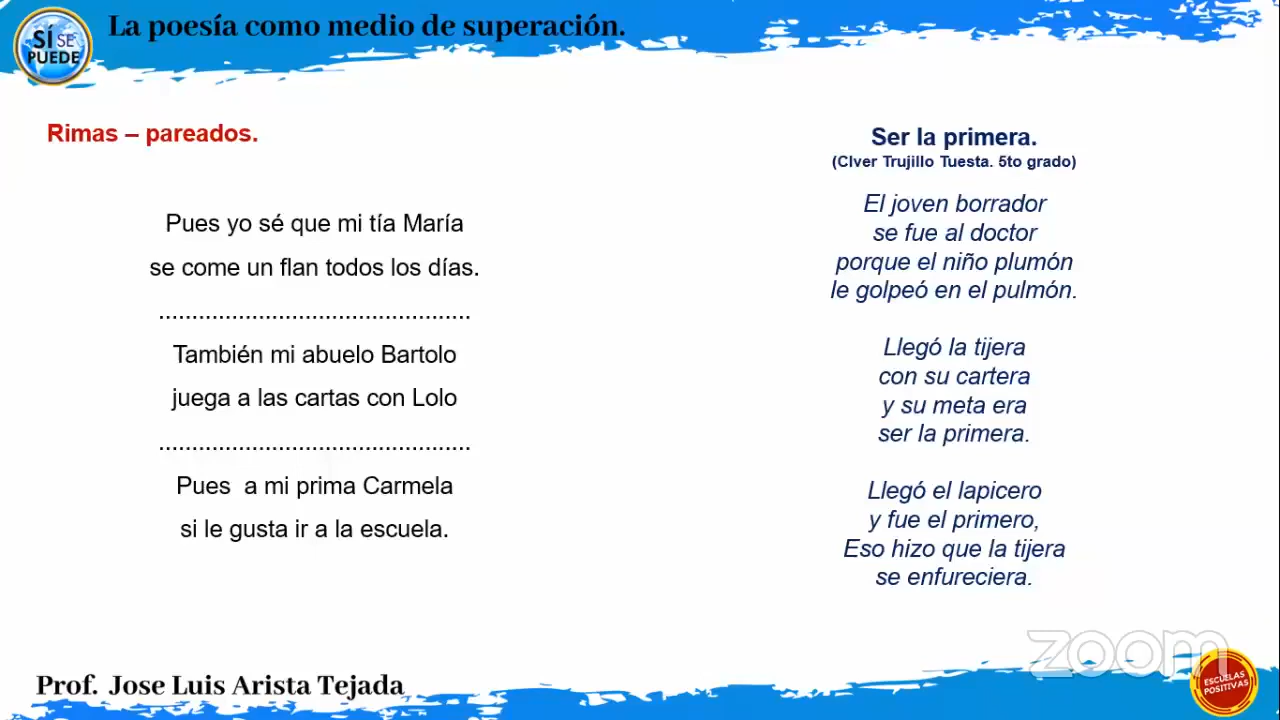 SÍ SE
PUEDE
La poesía como medio de superación.
Rimas – pareados.
Pues yo sé que mi tía María
se come un flan todos los días.
...............................................
También mi abuelo Bartolo
juega a las cartas con Lolo
...............................................
Pues  a mi prima Carmela
si le gusta ir a la escuela.
Ser la primera.
(Clver Trujillo Tuesta. 5to grado)
El joven borrador
se fue al doctor
porque el niño plumón
le golpeó en el pulmón.
Llegó la tijera
con su cartera
y su meta era
ser la primera.
Llegó el lapicero
y fue el primero,
Eso hizo que la tijera
se enfureciera.
zoom
Prof. Jose Luis Arista Tejada
ESCUELAS
POSITIVAS